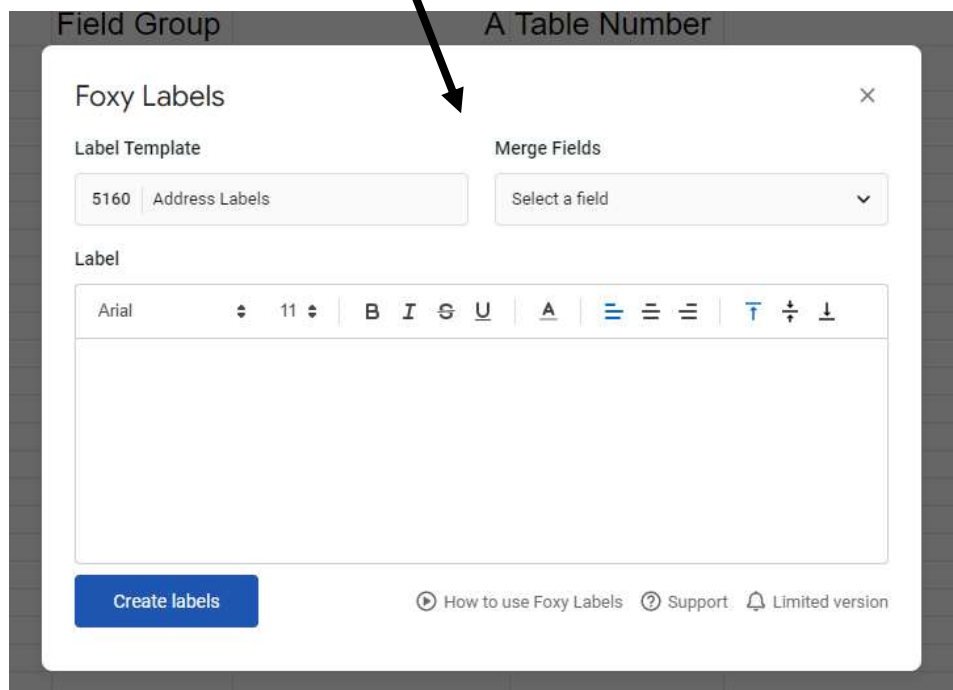 Field Group A Table Number
Foxy Labels
Label Template Merge Fields
5160 Address Labels Select a field
Label
Arial 11 B I S U A
Create labels How to use Foxy Labels Support Limited version